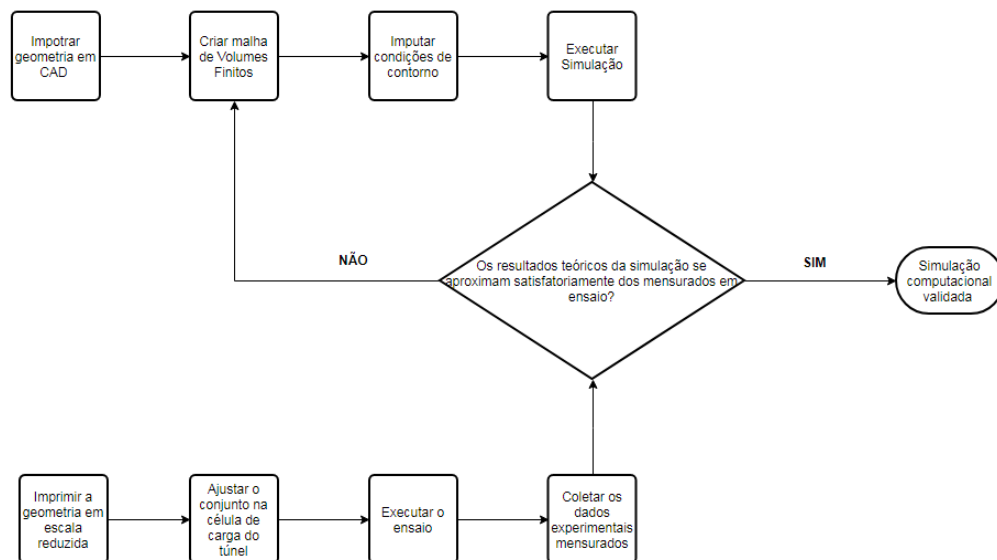 Impotrar
geometria em
CAD
Criar malha
de Volumes
Finitos
Imputar
condições de
contorno
Executar
Simulação
NÃO
Os resultados teóricos da simulação se
aproximam satisfatoriamente dos mensurados em
ensaio?
SIM
Simulação
computacional
validada
Imprimir a
geometria em
escala
reduzida
Ajustar o
conjunto na
célula de
carga do
túnel
Executar o
ensaio
Coletar os
dados
experimentais
mensurados